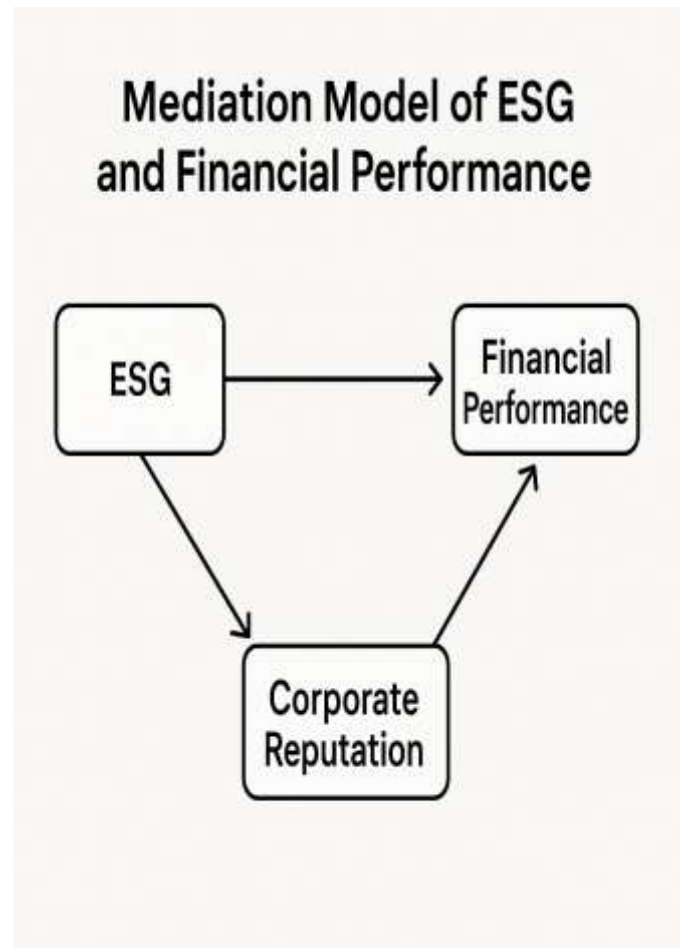 Mediation Model of ESG
and Financial Performance
ESG
Financial
Performance
Corporate
Reputation